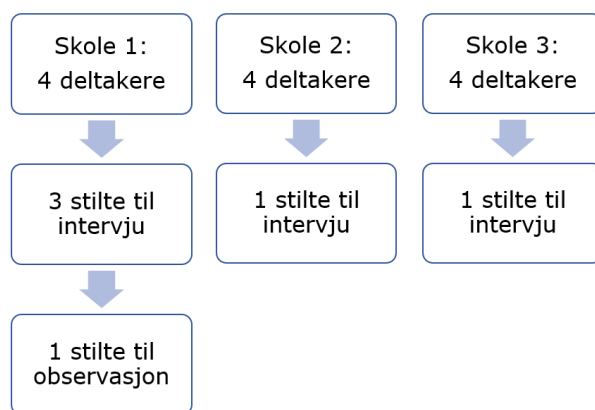 Skole 1:
4 deltakere
3 stilte til
intervju
1 stilte til
observasjon
Skole 2:
4 deltakere
1 stilte til
intervju
Skole 3:
4 deltakere
1 stilte til
intervju